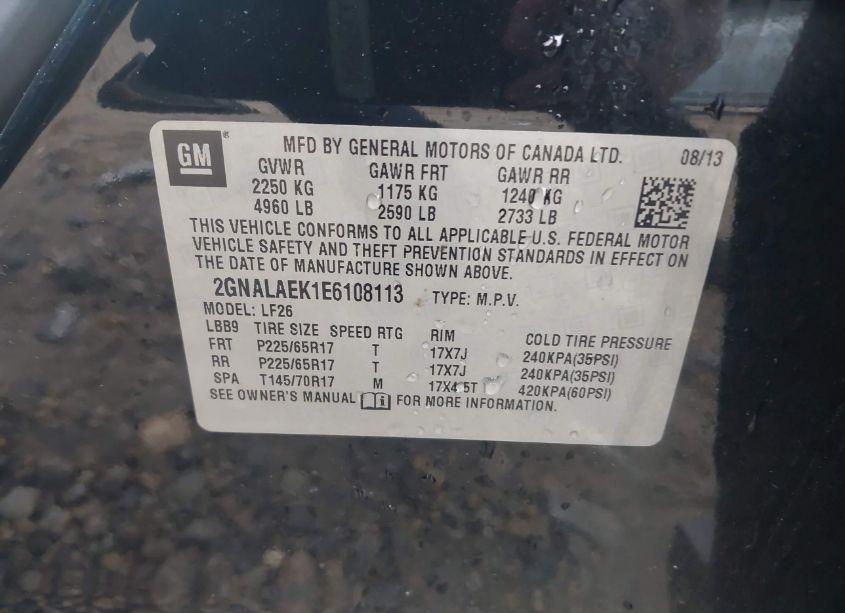 GM ®
MFD BY GENERAL MOTORS OF CANADA LTD. 08/13
GVWR GAWR FRT GAWR RR
2250 KG 1175 KG 1240 KG
4960 LB 2590 LB 2733 LB
THIS VEHICLE CONFORMS TO ALL APPLICABLE U.S. FEDERAL MOTOR
VEHICLE SAFETY AND THEFT PREVENTION STANDARDS IN EFFECT ON
THE DATE OF MANUFACTURE SHOWN ABOVE.
2GNALAEK1E6108113 TYPE: M.P.V.
MODEL: LF26
LBB9 TIRE SIZE SPEED RTG RIM COLD TIRE PRESSURE
FRT P225/65R17 T 17X7J 240KPA(35PSI)
RR P225/65R17 T 17X7J 240KPA(35PSI)
SPA T145/70R17 M 17X4.5T 420KPA(60PSI)
SEE OWNER'S MANUAL FOR MORE INFORMATION.